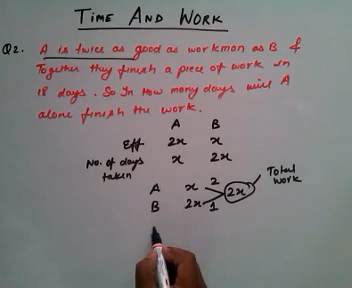 TIME AND WORK
Q2. A is twice as good as workman as B &
Together they finish a piece of work in
18 days. So In How many days will A
alone finish the work.
A B
Eff 2x x
No. of days taken x 2x
A x 2
B 2x 1
2x
Total work